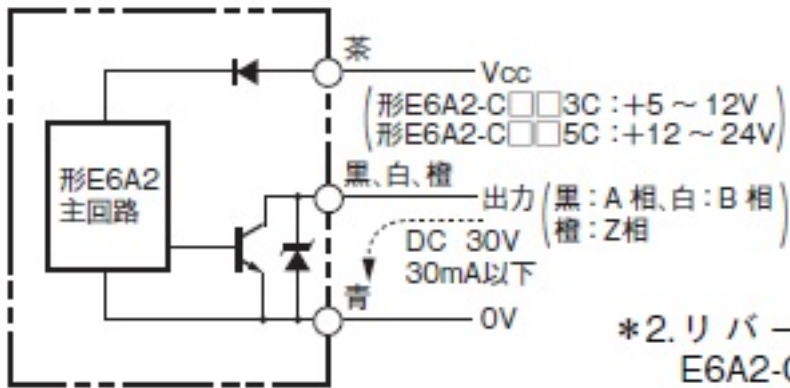 茶
Vcc
形E6A2-C□□3C:+5 ~ 12V
形E6A2-C□□5C:+12 ~ 24V
形E6A2
主回路
黒、白、橙
出力
黒:A 相、白:B 相
橙:Z相
DC 30V
30mA以下
青
0V
*2.リバー
E6A2-